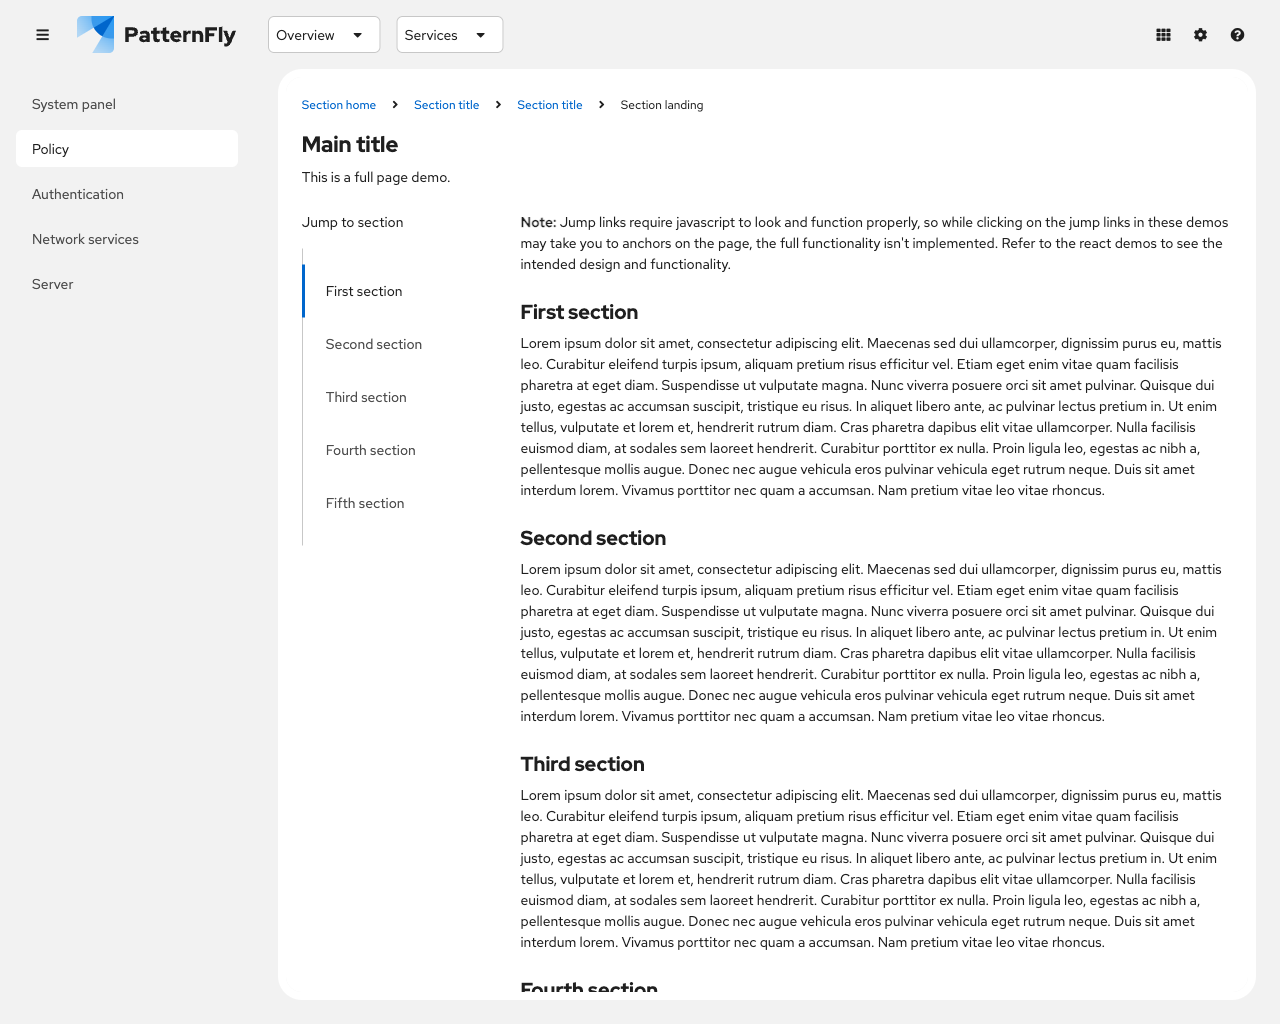 PatternFly
Overview
Services
System panel
Policy
Authentication
Network services
Server
Section home
Section title
Section title
Section landing
Main title
This is a full page demo.
Jump to section
First section
Second section
Third section
Fourth section
Fifth section
Note: Jump links require javascript to look and function properly, so while clicking on the jump links in these demos
may take you to anchors on the page, the full functionality isn't implemented. Refer to the react demos to see the
intended design and functionality.
First section
Lorem ipsum dolor sit amet, consectetur adipiscing elit. Maecenas sed dui ullamcorper, dignissim purus eu, mattis
leo. Curabitur eleifend turpis ipsum, aliquam pretium risus efficitur vel. Etiam eget enim vitae quam facilisis
pharetra at eget diam. Suspendisse ut vulputate magna. Nunc viverra posuere orci sit amet pulvinar. Quisque dui
justo, egestas ac accumsan suscipit, tristique eu risus. In aliquet libero ante, ac pulvinar lectus pretium in. Ut enim
tellus, vulputate et lorem et, hendrerit rutrum diam. Cras pharetra dapibus elit vitae ullamcorper. Nulla facilisis
euismod diam, at sodales sem laoreet hendrerit. Curabitur porttitor ex nulla. Proin ligula leo, egestas ac nibh a,
pellentesque mollis augue. Donec nec augue vehicula eros pulvinar vehicula eget rutrum neque. Duis sit amet
interdum lorem. Vivamus porttitor nec quam a accumsan. Nam pretium vitae leo vitae rhoncus.
Second section
Lorem ipsum dolor sit amet, consectetur adipiscing elit. Maecenas sed dui ullamcorper, dignissim purus eu, mattis
leo. Curabitur eleifend turpis ipsum, aliquam pretium risus efficitur vel. Etiam eget enim vitae quam facilisis
pharetra at eget diam. Suspendisse ut vulputate magna. Nunc viverra posuere orci sit amet pulvinar. Quisque dui
justo, egestas ac accumsan suscipit, tristique eu risus. In aliquet libero ante, ac pulvinar lectus pretium in. Ut enim
tellus, vulputate et lorem et, hendrerit rutrum diam. Cras pharetra dapibus elit vitae ullamcorper. Nulla facilisis
euismod diam, at sodales sem laoreet hendrerit. Curabitur porttitor ex nulla. Proin ligula leo, egestas ac nibh a,
pellentesque mollis augue. Donec nec augue vehicula eros pulvinar vehicula eget rutrum neque. Duis sit amet
interdum lorem. Vivamus porttitor nec quam a accumsan. Nam pretium vitae leo vitae rhoncus.
Third section
Lorem ipsum dolor sit amet, consectetur adipiscing elit. Maecenas sed dui ullamcorper, dignissim purus eu, mattis
leo. Curabitur eleifend turpis ipsum, aliquam pretium risus efficitur vel. Etiam eget enim vitae quam facilisis
pharetra at eget diam. Suspendisse ut vulputate magna. Nunc viverra posuere orci sit amet pulvinar. Quisque dui
justo, egestas ac accumsan suscipit, tristique eu risus. In aliquet libero ante, ac pulvinar lectus pretium in. Ut enim
tellus, vulputate et lorem et, hendrerit rutrum diam. Cras pharetra dapibus elit vitae ullamcorper. Nulla facilisis
euismod diam, at sodales sem laoreet hendrerit. Curabitur porttitor ex nulla. Proin ligula leo, egestas ac nibh a,
pellentesque mollis augue. Donec nec augue vehicula eros pulvinar vehicula eget rutrum neque. Duis sit amet
interdum lorem. Vivamus porttitor nec quam a accumsan. Nam pretium vitae leo vitae rhoncus.
Fourth section